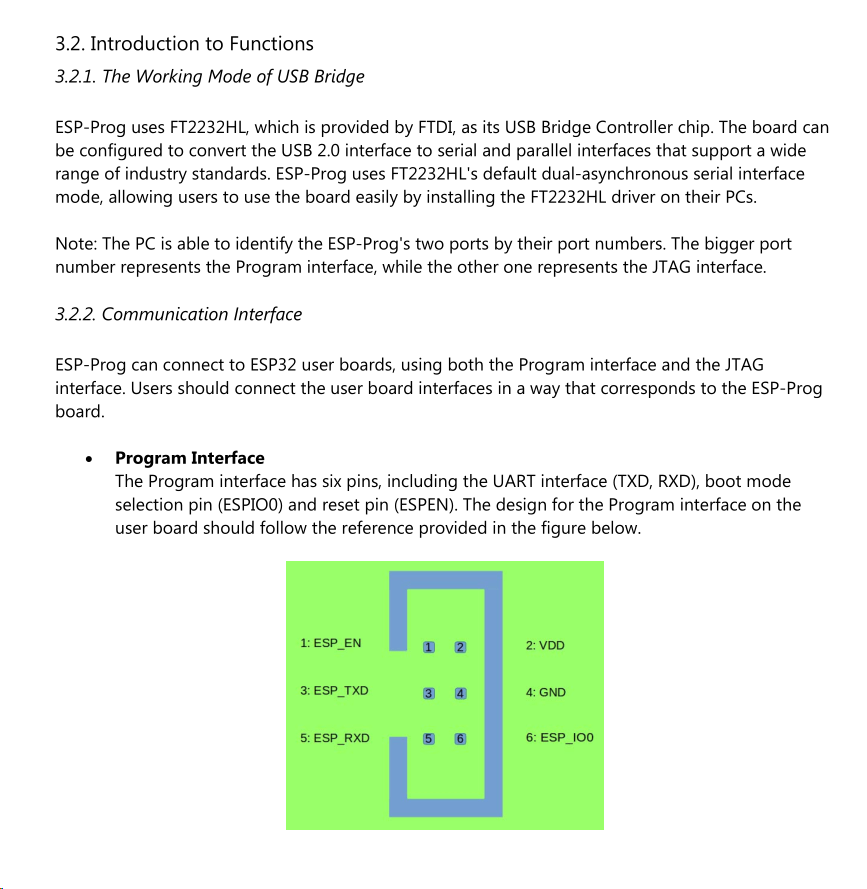 3.2. Introduction to Functions
3.2.1. The Working Mode of USB Bridge
ESP-Prog uses FT2232HL, which is provided by FTDI, as its USB Bridge Controller chip. The board can
be configured to convert the USB 2.0 interface to serial and parallel interfaces that support a wide
range of industry standards. ESP-Prog uses FT2232HL's default dual-asynchronous serial interface
mode, allowing users to use the board easily by installing the FT2232HL driver on their PCs.
Note: The PC is able to identify the ESP-Prog's two ports by their port numbers. The bigger port
number represents the Program interface, while the other one represents the JTAG interface.
3.2.2. Communication Interface
ESP-Prog can connect to ESP32 user boards, using both the Program interface and the JTAG
interface. Users should connect the user board interfaces in a way that corresponds to the ESP-Prog
board.
• Program Interface
The Program interface has six pins, including the UART interface (TXD, RXD), boot mode
selection pin (ESPIO0) and reset pin (ESPEN). The design for the Program interface on the
user board should follow the reference provided in the figure below.
1: ESP_EN 1 2 2: VDD
3: ESP_TXD 3 4 4: GND
5: ESP_RXD 5 6 6: ESP_IO0